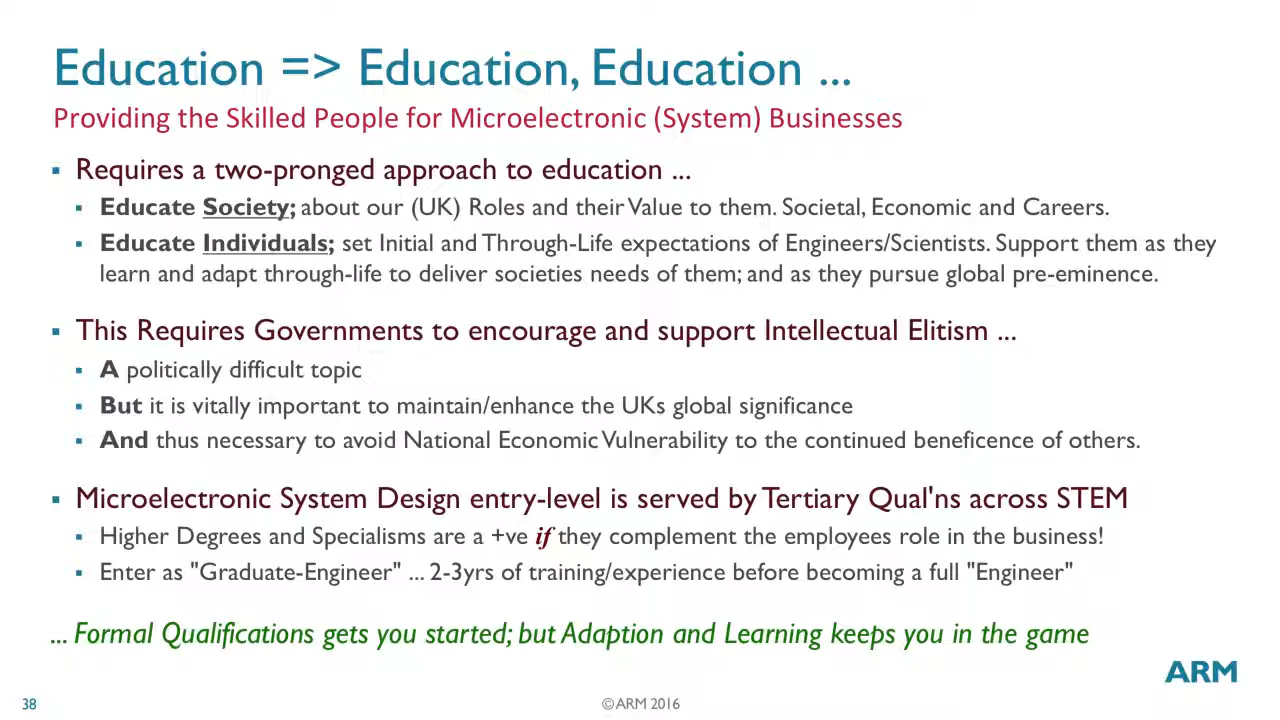 Education => Education, Education ...
Providing the Skilled People for Microelectronic (System) Businesses
▪ Requires a two-pronged approach to education ...
▪ Educate Society; about our (UK) Roles and their Value to them. Societal, Economic and Careers.
▪ Educate Individuals; set Initial and Through-Life expectations of Engineers/Scientists. Support them as they
learn and adapt through-life to deliver societies needs of them; and as they pursue global pre-eminence.
▪ This Requires Governments to encourage and support Intellectual Elitism ...
▪ A politically difficult topic
▪ But it is vitally important to maintain/enhance the UKs global significance
▪ And thus necessary to avoid National Economic Vulnerability to the continued beneficence of others.
▪ Microelectronic System Design entry-level is served by Tertiary Qual'ns across STEM
▪ Higher Degrees and Specialisms are a +ve if they complement the employees role in the business!
▪ Enter as "Graduate-Engineer" ... 2-3yrs of training/experience before becoming a full "Engineer"
... Formal Qualifications gets you started; but Adaption and Learning keeps you in the game
ARM
38
© ARM 2016